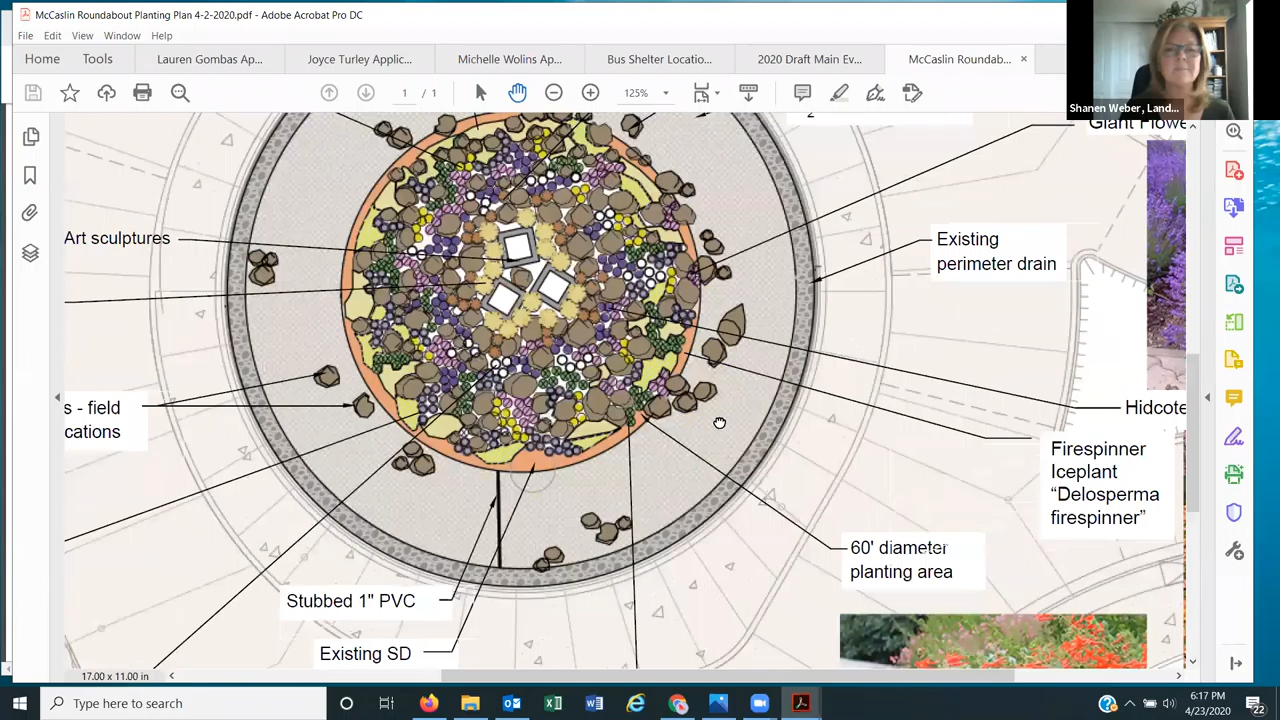 McCaslin Roundabout Planting Plan 4-2-2020.pdf - Adobe Acrobat Pro DC
File Edit View Window Help
Home Tools Lauren Gombas Ap... Joyce Turley Applic... Michelle Wolins Ap... Bus Shelter Locatio... 2020 Draft Main Ev... McCaslin Roundab... ×
1 / 1 125%
Shanen Weber, Land...
2
Giant Flowe
Art sculptures
Existing
perimeter drain
s - field
cations
Hidcote
Firespinner
Iceplant
“Delosperma
firespinner”
60' diameter
planting area
Stubbed 1" PVC
Existing SD
17.00 x 11.00 in
Type here to search
6:17 PM
4/23/2020
22